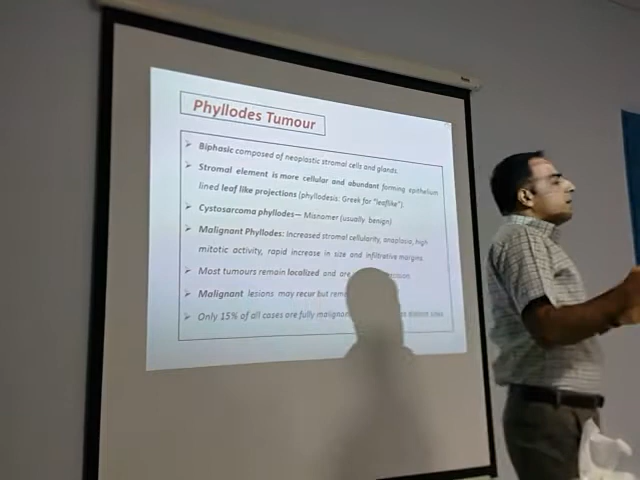 Phyllodes Tumour
Biphasic composed of neoplastic stromal cells and glands.
Stromal element is more cellular and abundant forming epithelium
lined leaf like projections (phyllodesia: Greek for "leaflike").
Cystosarcoma phyllodes— Misnomer (usually benign)
Malignant Phyllodes: Increased stromal cellularity, anaplasia, high
mitotic activity, rapid increase in size and infiltrative margins.
Most tumours remain localized and are
Malignant lesions may recur but
Only 15% of all cases are fully